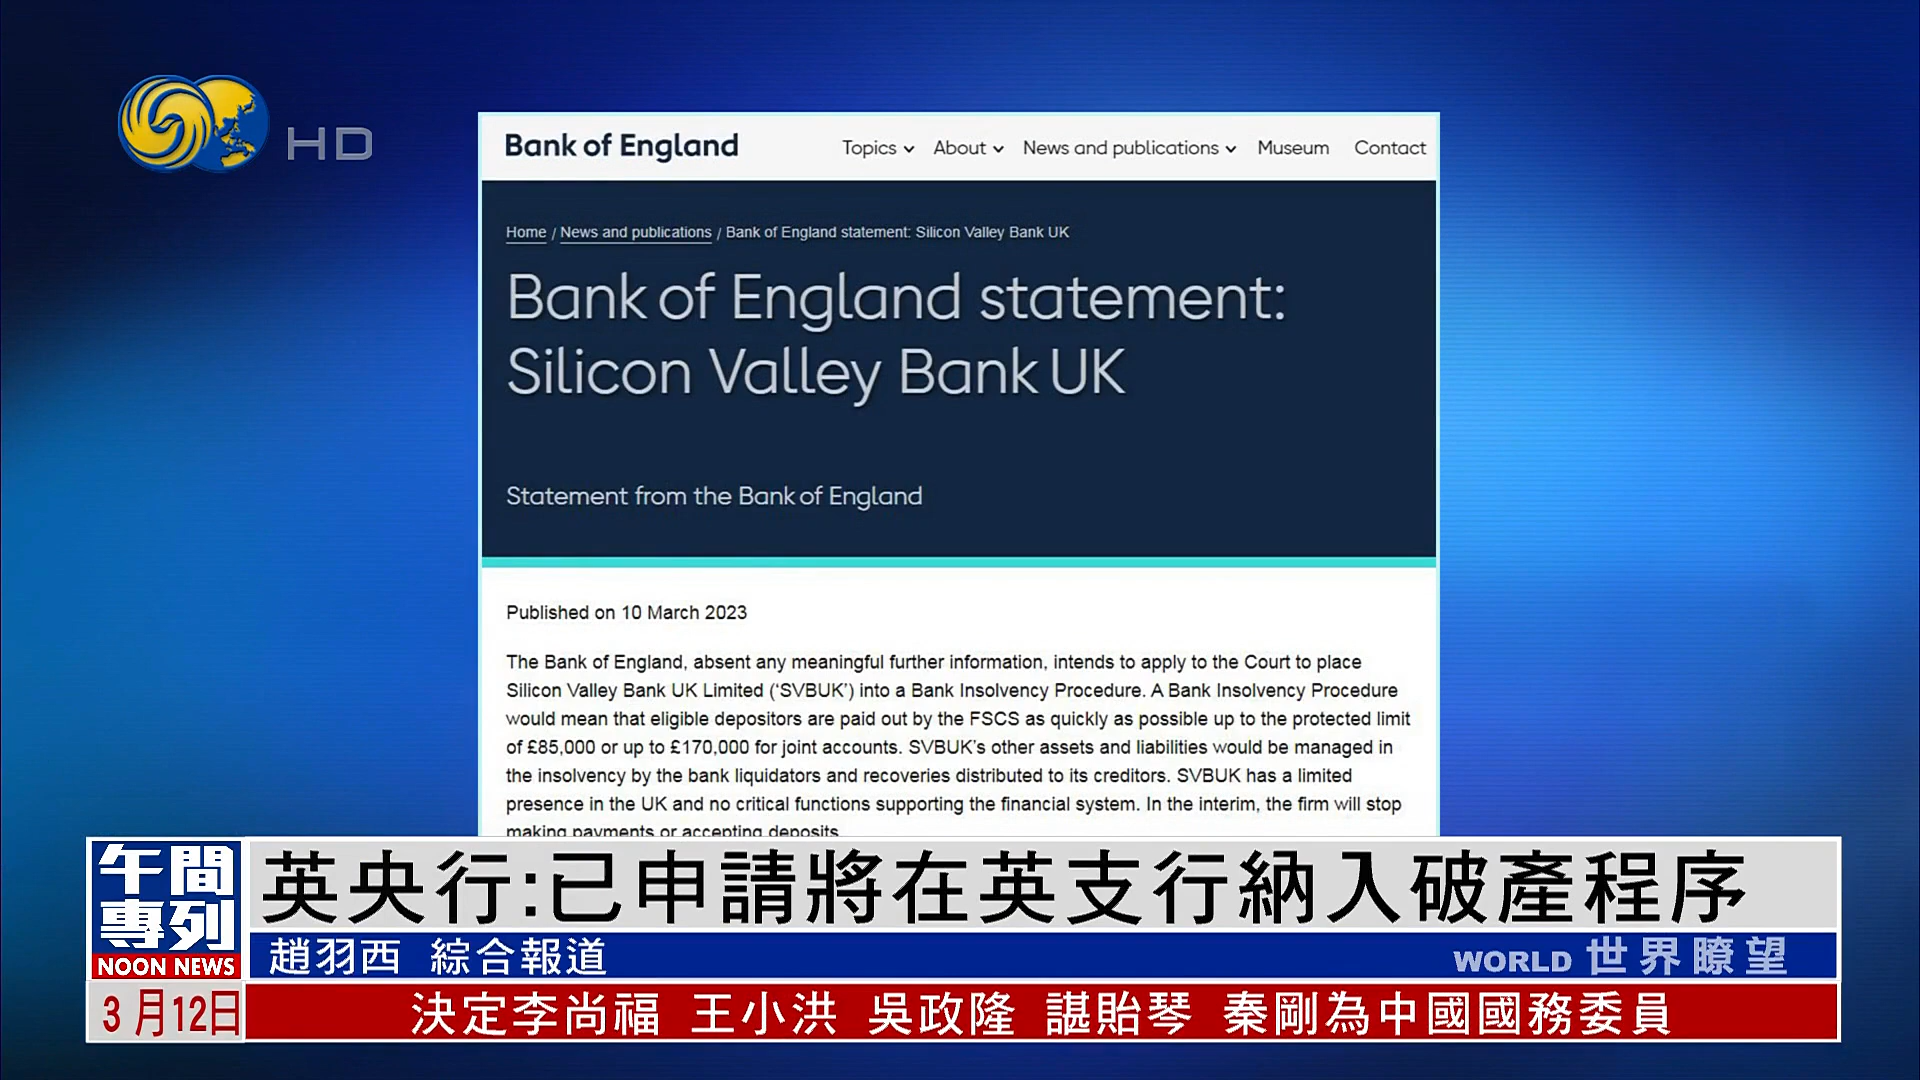 HD
Bank of England
Topics About News and publications Museum Contact
Home / News and publications / Bank of England statement: Silicon Valley Bank UK
Bank of England statement:
Silicon Valley Bank UK
Statement from the Bank of England
Published on 10 March 2023
The Bank of England, absent any meaningful further information, intends to apply to the Court to place
Silicon Valley Bank UK Limited (‘SVBUK’) into a Bank Insolvency Procedure. A Bank Insolvency Procedure
would mean that eligible depositors are paid out by the FSCS as quickly as possible up to the protected limit
of £85,000 or up to £170,000 for joint accounts. SVBUK’s other assets and liabilities would be managed in
the insolvency by the bank liquidators and recoveries distributed to its creditors. SVBUK has a limited
presence in the UK and no critical functions supporting the financial system. In the interim, the firm will stop
making payments or accepting deposits.
午間
專列
NOON NEWS
英央行:已申請將在英支行納入破產程序
趙羽西 綜合報道
WORLD 世界瞭望
3月12日
決定李尚福 王小洪 吳政隆 諶貽琴 秦剛為中國國務委員